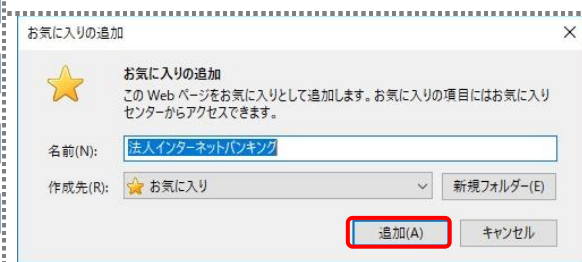 お気に入りの追加
お気に入りの追加
この Web ページをお気に入りとして追加します。お気に入りの項目にはお気に入り
センターからアクセスできます。
名前(N): 法人インターネットバンキング
作成先(R): お気に入り 新規フォルダー(E)
追加(A) キャンセル